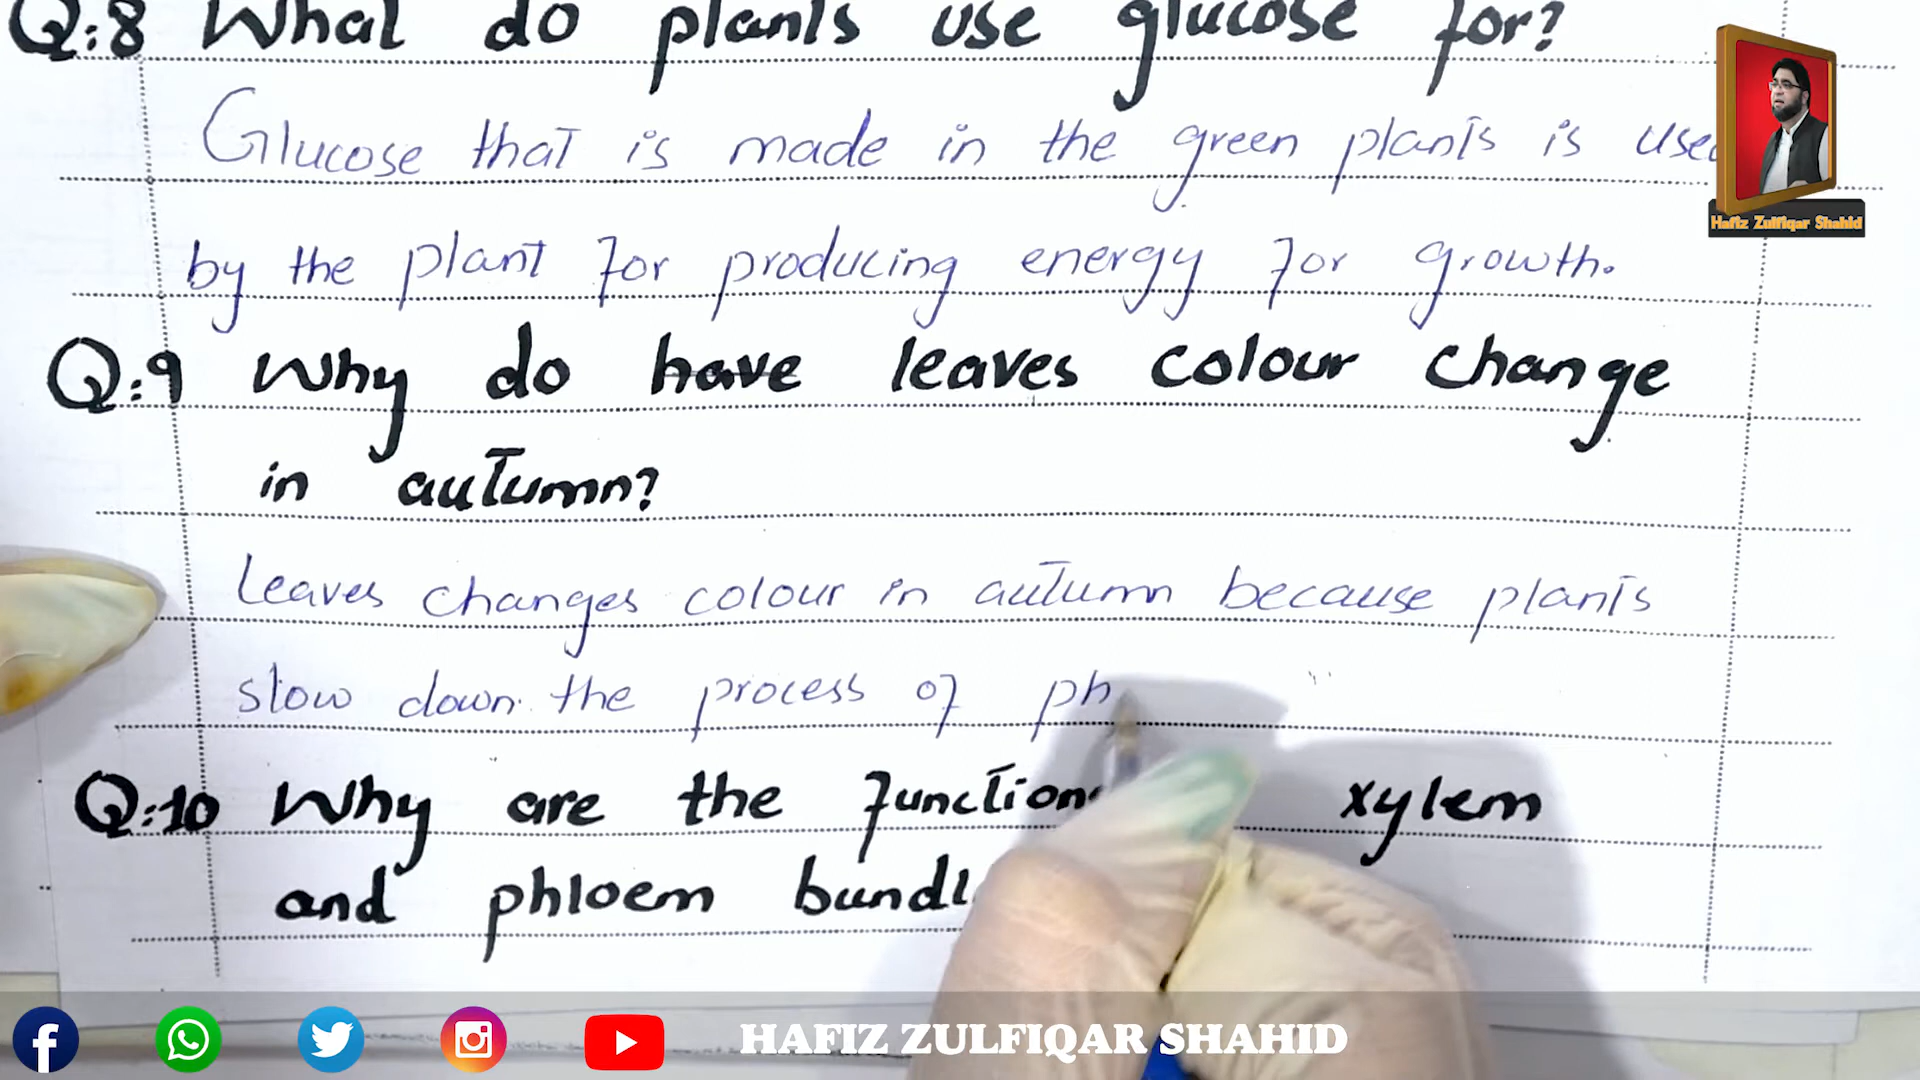 Q:8 What do plants use glucose for?
Glucose that is made in the green plants is
by the plant for producing energy for growth.
Q:9 Why do have leaves colour change
in autumn?
Leaves changes colour in autumn because plants
slow down the process of ph
Q:10 Why are the function xylem
and phloem bundl
Hafiz Zulfiqar Shahid
HAFIZ ZULFIQAR SHAHID